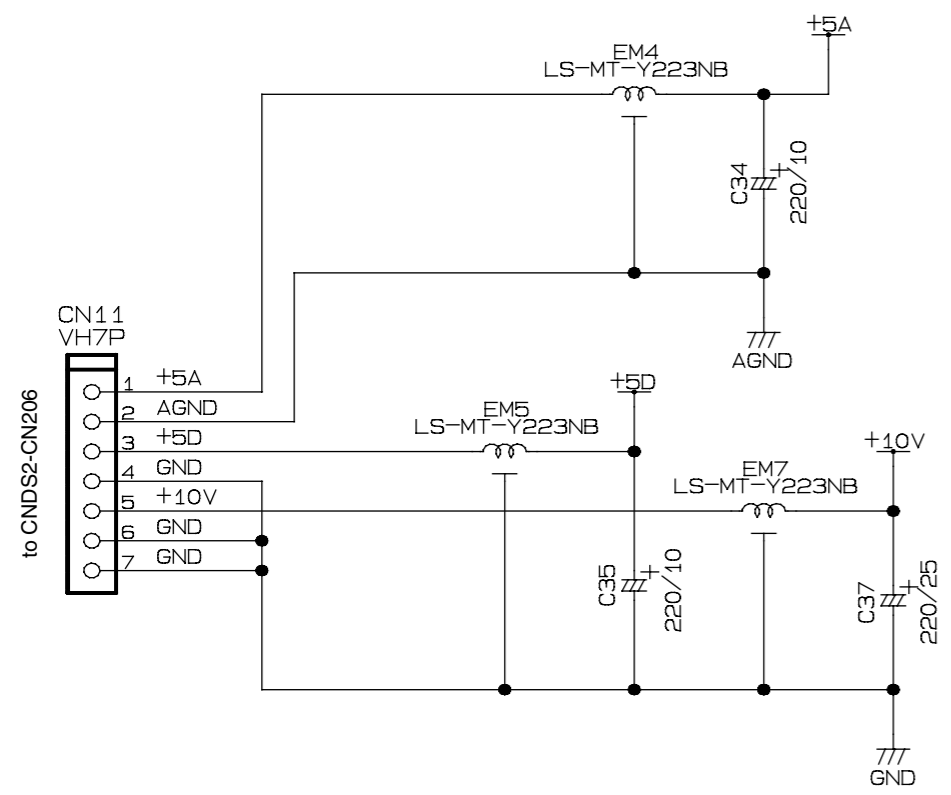 +5A
EM4
LS-MT-Y223NB
C34
+
220/10
AGND
CN11
VH7P
to CNDS2-CN206
1 +5A
2 AGND
3 +5D
4 GND
5 +10V
6 GND
7 GND
+5D
EM5
LS-MT-Y223NB
+10V
EM7
LS-MT-Y223NB
C35
+
220/10
C37
+
220/25
GND